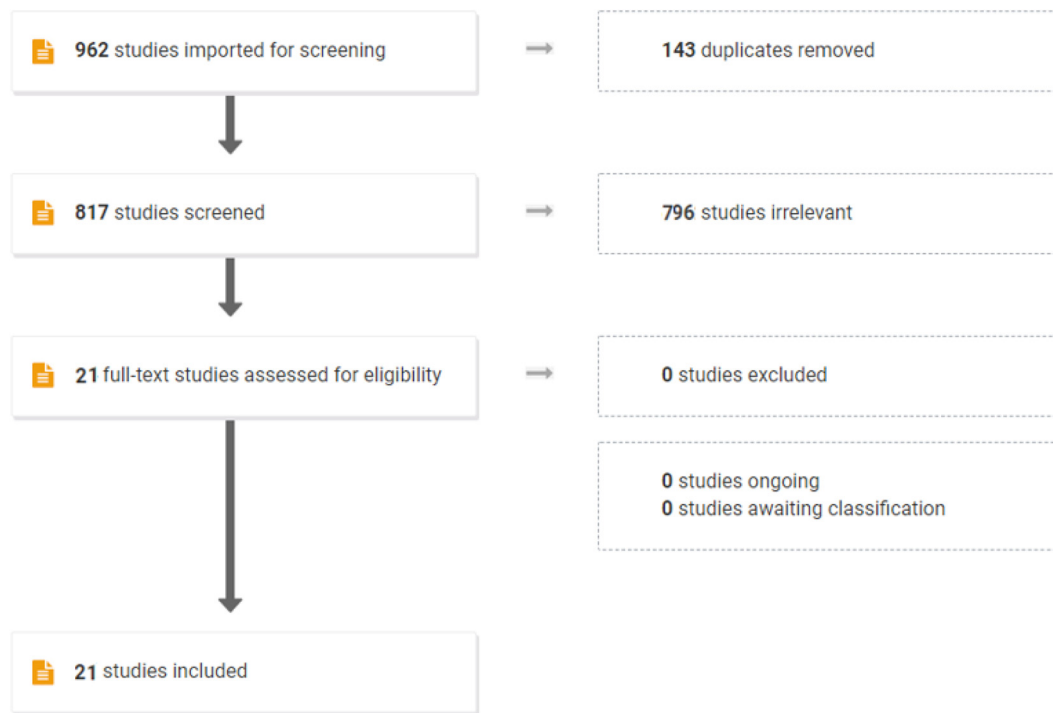 962 studies imported for screening
143 duplicates removed
817 studies screened
796 studies irrelevant
21 full-text studies assessed for eligibility
0 studies excluded
0 studies ongoing
0 studies awaiting classification
21 studies included